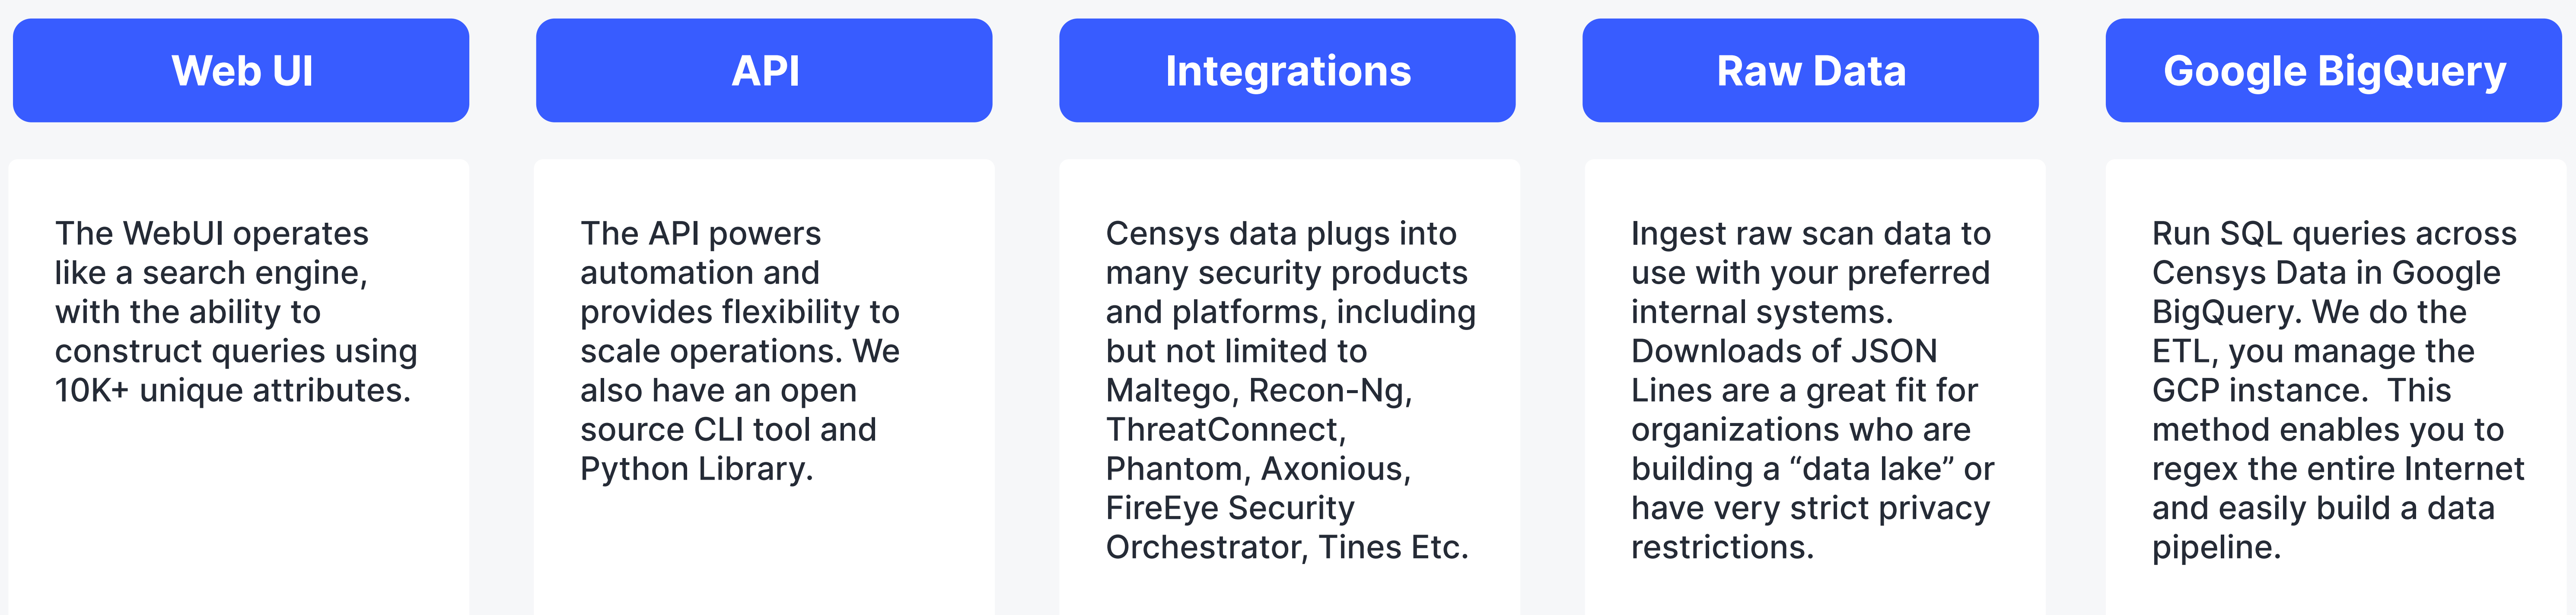 Web UI
The WebUI operates
like a search engine,
with the ability to
construct queries using
10K+ unique attributes.
API
The API powers
automation and
provides flexibility to
scale operations. We
also have an open
source CLI tool and
Python Library.
Integrations
Censys data plugs into
many security products
and platforms, including
but not limited to
Maltego, Recon-Ng,
ThreatConnect,
Phantom, Axonious,
FireEye Security
Orchestrator, Tines Etc.
Raw Data
Ingest raw scan data to
use with your preferred
internal systems.
Downloads of JSON
Lines are a great fit for
organizations who are
building a “data lake” or
have very strict privacy
restrictions.
Google BigQuery
Run SQL queries across
Censys Data in Google
BigQuery. We do the
ETL, you manage the
GCP instance.  This
method enables you to
regex the entire Internet
and easily build a data
pipeline.